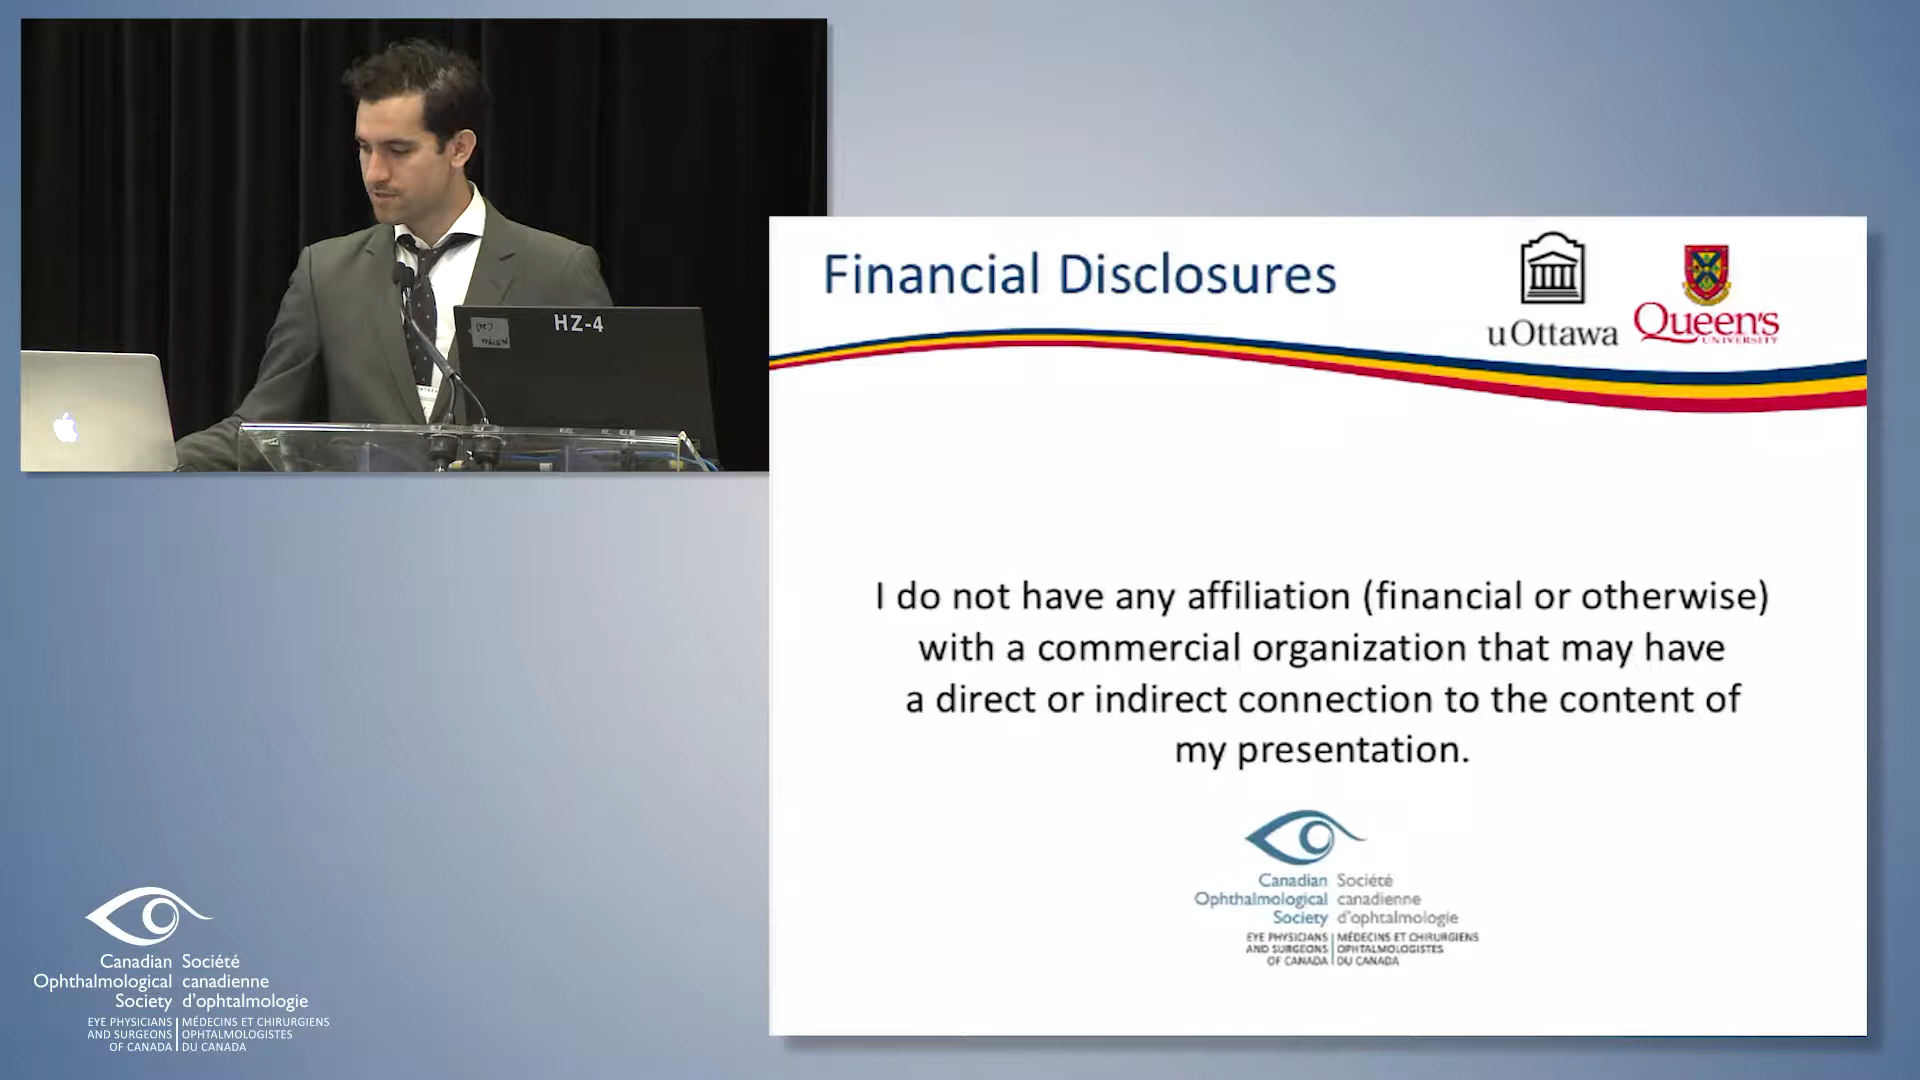 HZ-4
Financial Disclosures
uOttawa
Queen's
UNIVERSITY
I do not have any affiliation (financial or otherwise)
with a commercial organization that may have
a direct or indirect connection to the content of
my presentation.
Canadian Société
Ophthalmological canadienne
Society d'ophtalmologie
EYE PHYSICIANS MÉDECINS ET CHIRURGIENS
AND SURGEONS OPHTALMOLOGISTES
OF CANADA DU CANADA
Canadian Société
Ophthalmological canadienne
Society d'ophtalmologie
EYE PHYSICIANS MÉDECINS ET CHIRURGIENS
AND SURGEONS OPHTALMOLOGISTES
OF CANADA DU CANADA